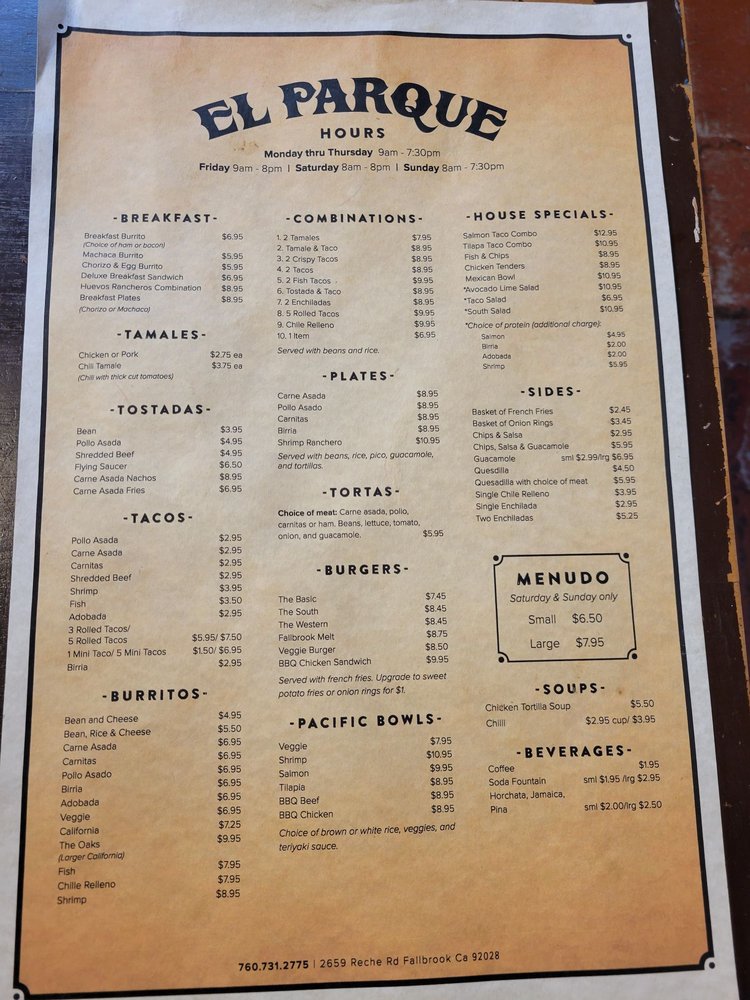 EL PARQUE
HOURS
Monday thru Thursday 9am - 7:30pm
Friday 9am - 8pm | Saturday 8am - 8pm | Sunday 8am - 7:30pm
-BREAKFAST-
Breakfast Burrito $6.95
(Choice of ham or bacon)
Machaca Burrito $5.95
Chorizo & Egg Burrito $5.95
Deluxe Breakfast Sandwich $6.95
Huevos Rancheros Combination $8.95
Breakfast Plates $8.95
(Chorizo or Machaca)
-TAMALES-
Chicken or Pork $2.75 ea
Chili Tamale $3.75 ea
(Chili with thick cut tomatoes)
-TOSTADAS-
Bean $3.95
Pollo Asada $4.95
Shredded Beef $4.95
Flying Saucer $6.50
Carne Asada Nachos $8.95
Carne Asada Fries $6.95
-TACOS-
Pollo Asada $2.95
Carne Asada $2.95
Carnitas $2.95
Shredded Beef $2.95
Shrimp $3.95
Fish $3.50
Adobada $2.95
3 Rolled Tacos/
5 Rolled Tacos $5.95/ $7.50
1 Mini Taco/ 5 Mini Tacos $1.50/ $6.95
Birria $2.95
-BURRITOS-
Bean and Cheese $4.95
Bean, Rice & Cheese $5.50
Carne Asada $6.95
Carnitas $6.95
Pollo Asado $6.95
Birria $6.95
Adobada $6.95
Veggie $6.95
California $7.25
The Oaks $9.95
(Larger California)
Fish $7.95
Chille Relleno $7.95
Shrimp $8.95
-COMBINATIONS-
1. 2 Tamales $7.95
2. Tamale & Taco $8.95
3. 2 Crispy Tacos $8.95
4. 2 Tacos $8.95
5. 2 Fish Tacos $9.95
6. Tostada & Taco $8.95
7. 2 Enchiladas $8.95
8. 5 Rolled Tacos $9.95
9. Chile Relleno $9.95
10. 1 Item $6.95
Served with beans and rice.
-PLATES-
Carne Asada $8.95
Pollo Asado $8.95
Carnitas $8.95
Birria $8.95
Shrimp Ranchero $10.95
Served with beans, rice, pico, guacamole,
and tortillas.
-TORTAS-
Choice of meat: Carne asada, pollo,
carnitas or ham. Beans, lettuce, tomato,
onion, and guacamole. $5.95
-BURGERS-
The Basic $7.45
The South $8.45
The Western $8.45
Fallbrook Melt $8.75
Veggie Burger $8.50
BBQ Chicken Sandwich $9.95
Served with french fries. Upgrade to sweet
potato fries or onion rings for $1.
-PACIFIC BOWLS-
Veggie $7.95
Shrimp $10.95
Salmon $9.95
Tilapia $8.95
BBQ Beef $8.95
BBQ Chicken $8.95
Choice of brown or white rice, veggies, and
teriyaki sauce.
-HOUSE SPECIALS-
Salmon Taco Combo $12.95
Tilapa Taco Combo $10.95
Fish & Chips $8.95
Chicken Tenders $8.95
Mexican Bowl $10.95
*Avocado Lime Salad $10.95
*Taco Salad $6.95
*South Salad $10.95
*Choice of protein (additional charge):
Salmon $4.95
Birria $2.00
Adobada $2.00
Shrimp $5.95
-SIDES-
Basket of French Fries $2.45
Basket of Onion Rings $3.45
Chips & Salsa $2.95
Chips, Salsa & Guacamole $5.95
Guacamole sml $2.99/lrg $6.95
Quesdilla $4.50
Quesadilla with choice of meat $5.95
Single Chile Relleno $3.95
Single Enchilada $2.95
Two Enchiladas $5.25
MENUDO
Saturday & Sunday only
Small $6.50
Large $7.95
-SOUPS-
Chicken Tortilla Soup $5.50
Chilli $2.95 cup/ $3.95
-BEVERAGES-
Coffee $1.95
Soda Fountain sml $1.95 /lrg $2.95
Horchata, Jamaica,
Pina sml $2.00/lrg $2.50
760.731.2775 | 2659 Reche Rd Fallbrook Ca 92028